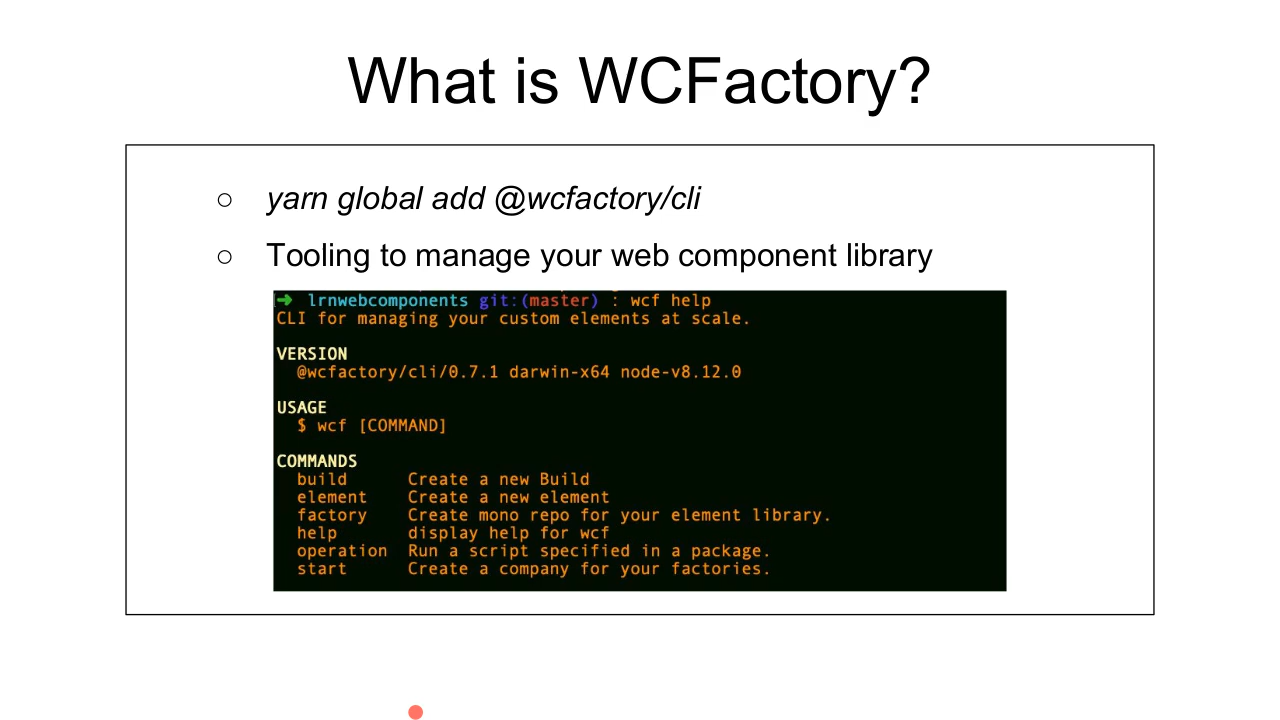 What is WCFactory?
○ yarn global add @wcfactory/cli
○ Tooling to manage your web component library
➜ lrnwebcomponents git:(master) : wcf help
CLI for managing your custom elements at scale.
VERSION
@wcfactory/cli/0.7.1 darwin-x64 node-v8.12.0
USAGE
$ wcf [COMMAND]
COMMANDS
build Create a new Build
element Create a new element
factory Create mono repo for your element library.
help display help for wcf
operation Run a script specified in a package.
start Create a company for your factories.